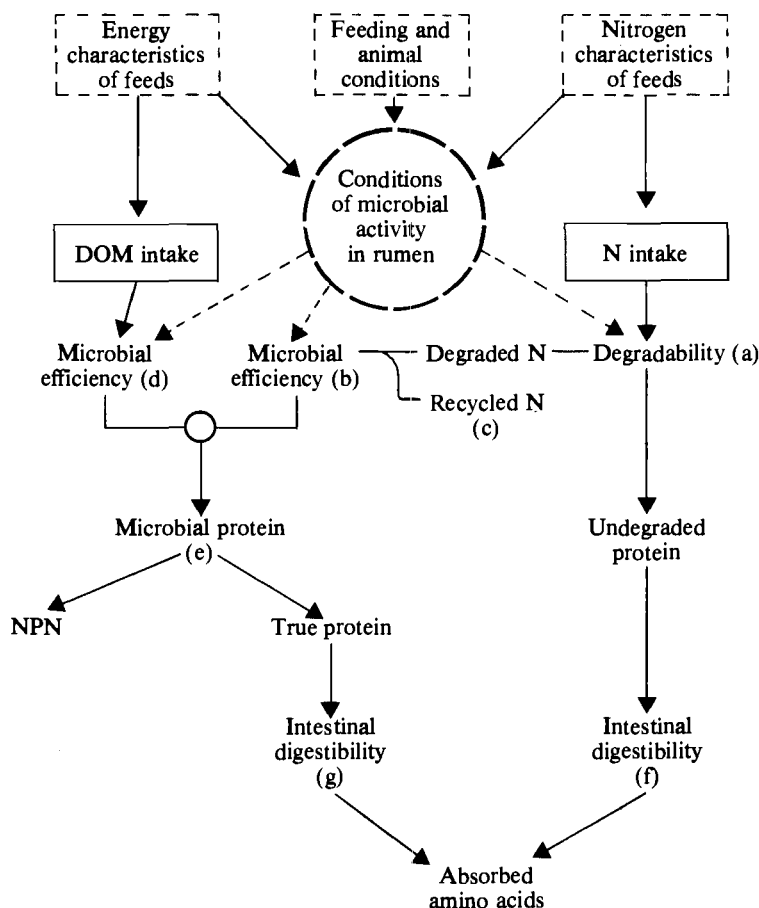 Energy
characteristics
of feeds
Feeding and
animal
conditions
Nitrogen
characteristics
of feeds
Conditions
of microbial
activity
in rumen
DOM intake
N intake
Microbial
efficiency (d)
Microbial
efficiency (b)
Degraded N
Degradability (a)
Recycled N
(c)
Microbial protein
(e)
Undegraded
protein
NPN
True protein
Intestinal
digestibility
(g)
Intestinal
digestibility
(f)
Absorbed
amino acids